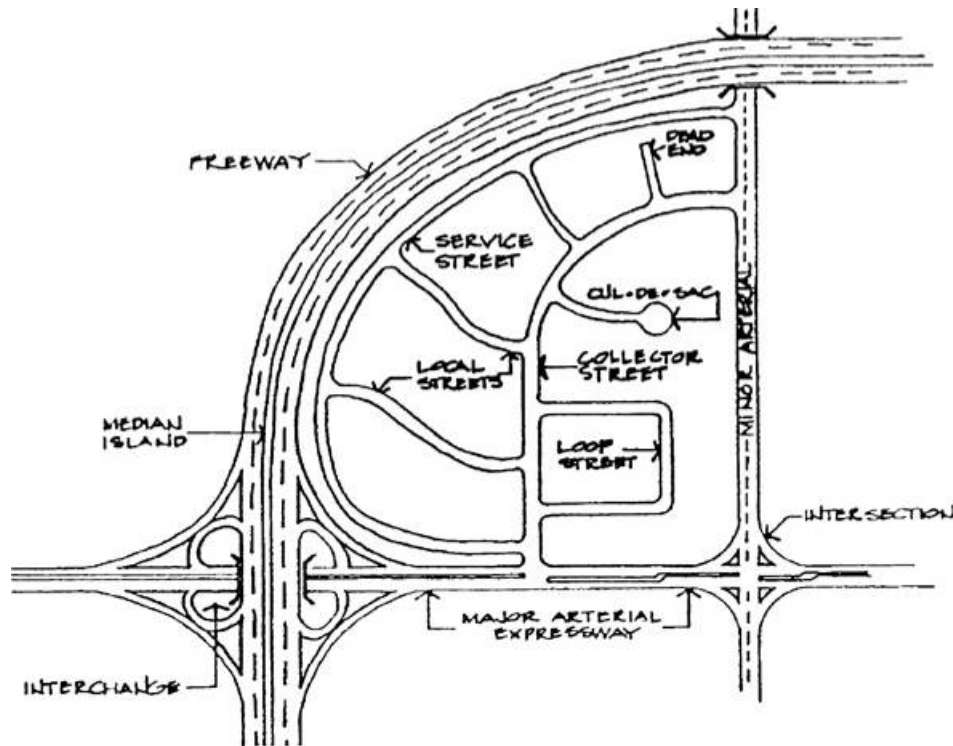 DEAD
END
FREEWAY
SERVICE
STREET
CUL·DE·SAC
MINOR ARTERIAL
LOCAL
STREETS
COLLECTOR
STREET
MEDIAN
ISLAND
LOOP
STREET
INTERSECTION
MAJOR ARTERIAL
EXPRESSWAY
INTERCHANGE